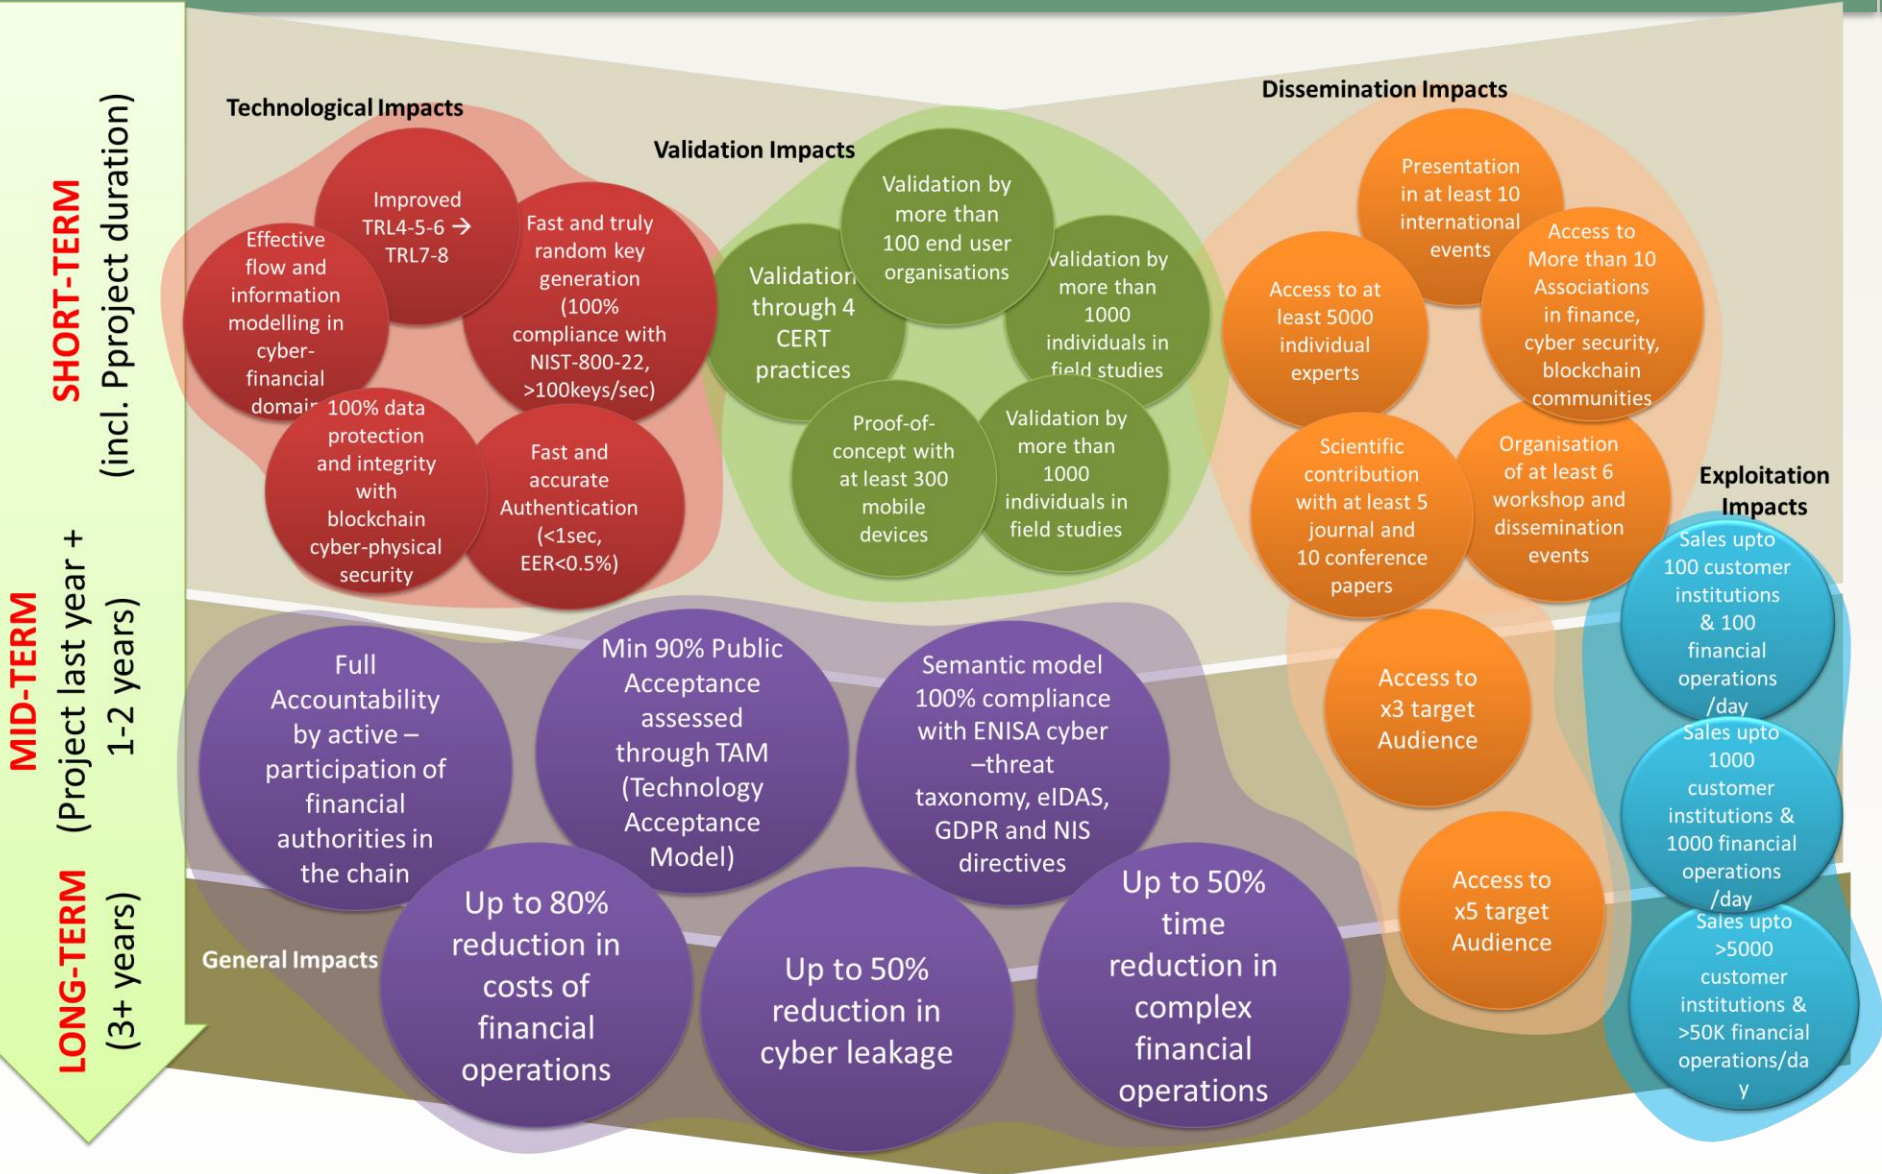 SHORT-TERM
(incl. Pproject duration)
MID-TERM
(Project last year +
1-2 years)
LONG-TERM
(3+ years)
Technological Impacts
Improved
TRL4-5-6 →
TRL7-8
Effective
flow and
information
modelling in
cyber-
financial
domain
Fast and truly
random key
generation
(100%
compliance with
NIST-800-22,
>100keys/sec)
100% data
protection
and integrity
with
blockchain
cyber-physical
security
Fast and
accurate
Authentication
(<1sec,
EER<0.5%)
Validation Impacts
Validation by
more than
100 end user
organisations
Validation
through 4
CERT
practices
Validation by
more than
1000
individuals in
field studies
Proof-of-
concept with
at least 300
mobile
devices
Validation by
more than
1000
individuals in
field studies
Dissemination Impacts
Presentation
in at least 10
international
events
Access to at
least 5000
individual
experts
Access to
More than 10
Associations
in finance,
cyber security,
blockchain
communities
Scientific
contribution
with at least 5
journal and
10 conference
papers
Organisation
of at least 6
workshop and
dissemination
events
Access to
x3 target
Audience
Access to
x5 target
Audience
Exploitation
Impacts
Sales upto
100 customer
institutions
& 100
financial
operations
/day
Sales upto
1000
customer
institutions &
1000 financial
operations
/day
Sales upto
>5000
customer
institutions &
>50K financial
operations/da
y
Full
Accountability
by active –
participation of
financial
authorities in
the chain
Min 90% Public
Acceptance
assessed
through TAM
(Technology
Acceptance
Model)
Semantic model
100% compliance
with ENISA cyber
–threat
taxonomy, eIDAS,
GDPR and NIS
directives
General Impacts
Up to 80%
reduction in
costs of
financial
operations
Up to 50%
reduction in
cyber leakage
Up to 50%
time
reduction in
complex
financial
operations